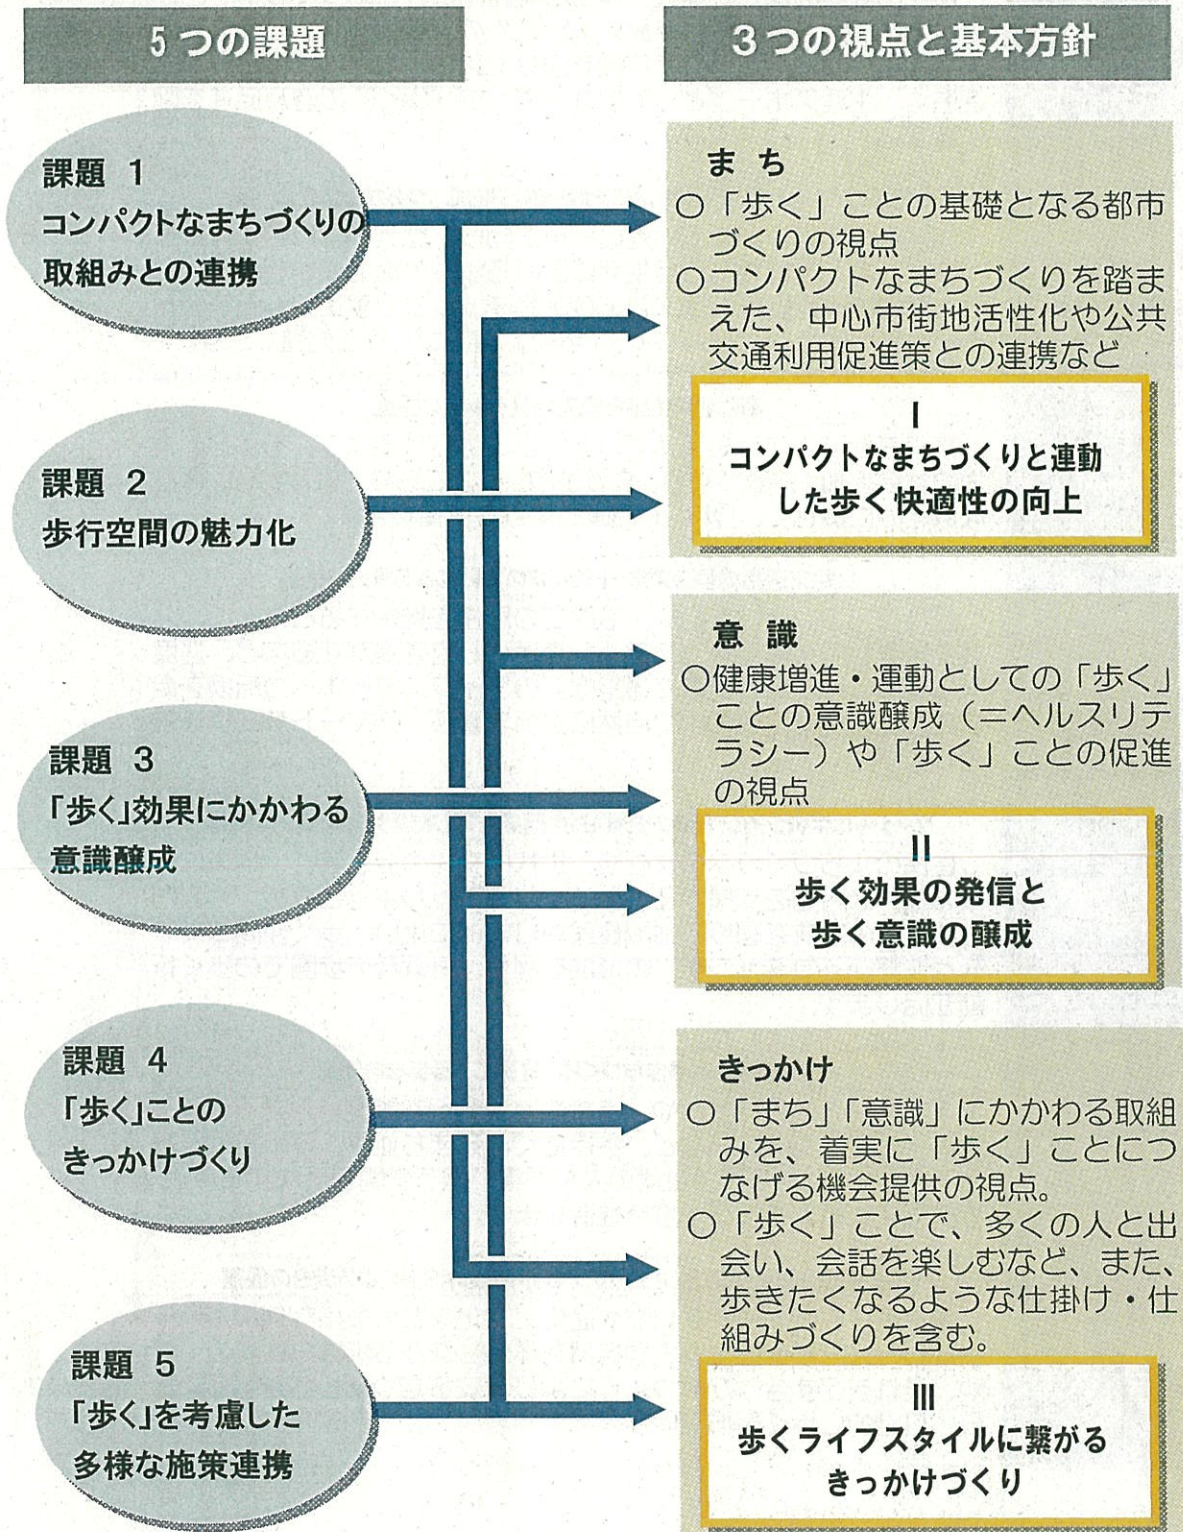 5つの課題
課題 1
コンパクトなまちづくりの
取組みとの連携
課題 2
歩行空間の魅力化
課題 3
「歩く」効果にかかわる
意識醸成
課題 4
「歩く」ことの
きっかけづくり
課題 5
「歩く」を考慮した
多様な施策連携
3つの視点と基本方針
まち
○「歩く」ことの基礎となる都市
づくりの視点
○コンパクトなまちづくりを踏ま
えた、中心市街地活性化や公共
交通利用促進策との連携など
Ⅰ
コンパクトなまちづくりと連動
した歩く快適性の向上
意識
○健康増進・運動としての「歩く」
ことの意識醸成（＝ヘルスリテ
ラシー）や「歩く」ことの促進
の視点
Ⅱ
歩く効果の発信と
歩く意識の醸成
きっかけ
○「まち」「意識」にかかわる取組
みを、着実に「歩く」ことにつ
なげる機会提供の視点。
○「歩く」ことで、多くの人と出
会い、会話を楽しむなど、また、
歩きたくなるような仕掛け・仕
組みづくりを含む。
Ⅲ
歩くライフスタイルに繋がる
きっかけづくり